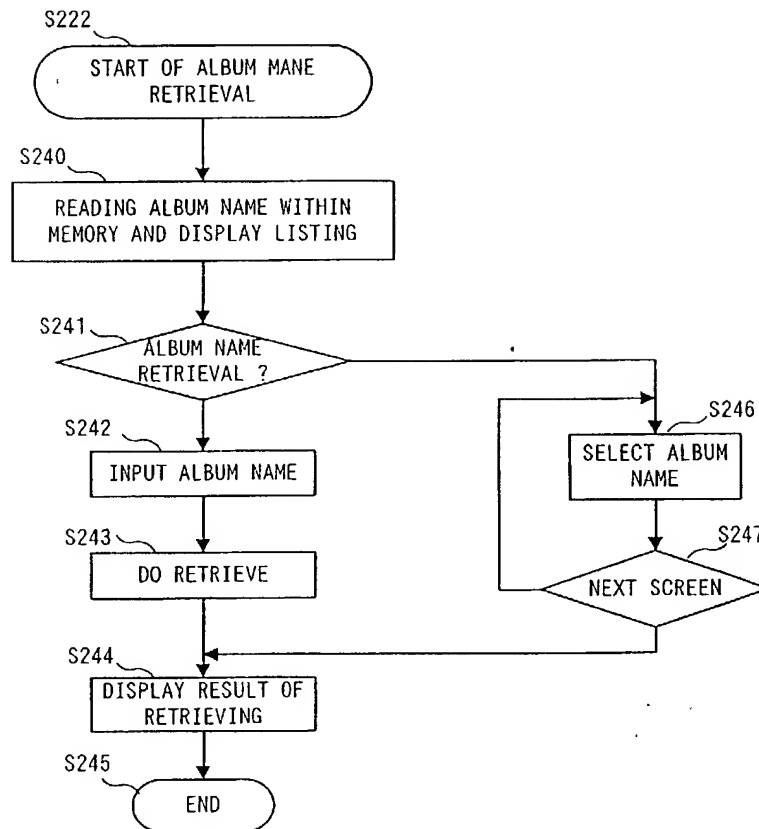 S222
START OF ALBUM MANE
RETRIEVAL
S240
READING ALBUM NAME WITHIN
MEMORY AND DISPLAY LISTING
S241
ALBUM NAME
RETRIEVAL ?
S242
INPUT ALBUM NAME
S243
DO RETRIEVE
S244
DISPLAY RESULT OF
RETRIEVING
S245
END
S246
SELECT ALBUM
NAME
S247
NEXT SCREEN